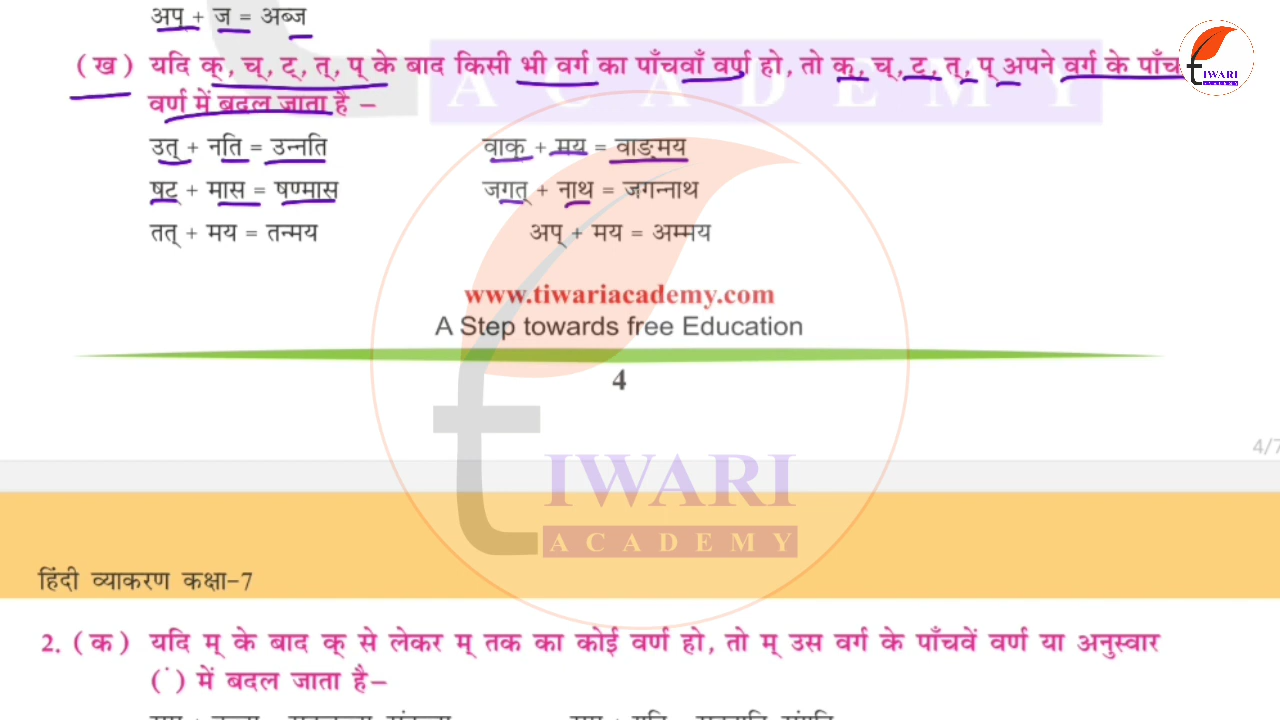 अप् + ज = अब्ज
(ख) यदि क्, च्, ट्, त्, प् के बाद किसी भी वर्ग का पाँचवाँ वर्ण हो, तो क्, च्, ट्, त्, प् अपने वर्ग के
वर्ण में बदल जाता है –
उत् + नति = उन्नति वाक् + मय = वाङ्मय
षट + मास = षण्मास जगत् + नाथ = जगन्नाथ
तत् + मय = तन्मय अप् + मय = अम्मय
www.tiwariacademy.com
A Step towards free Education
4
4/7
tIWARI
ACADEMY
हिंदी व्याकरण कक्षा-7
2. (क) यदि म् के बाद क् से लेकर म् तक का कोई वर्ण हो, तो म् उस वर्ग के पाँचवें वर्ण या अनुस्वार
(ं) में बदल जाता है–